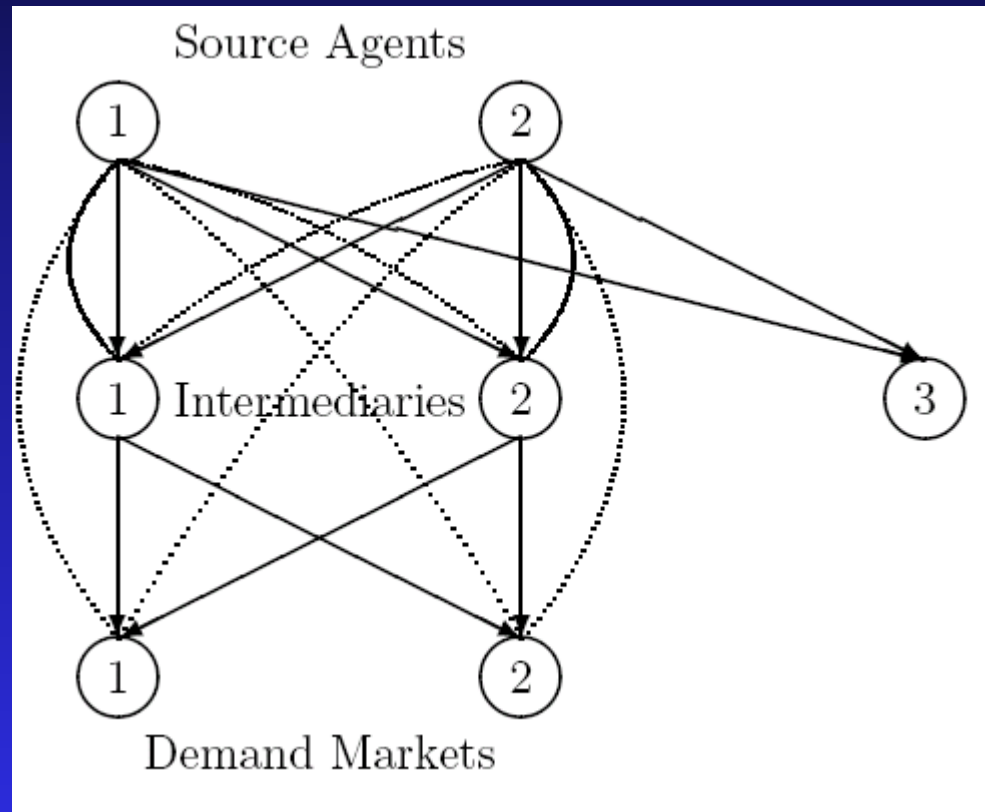 Source Agents
1 2
1 Intermediaries 2 3
1 2
Demand Markets